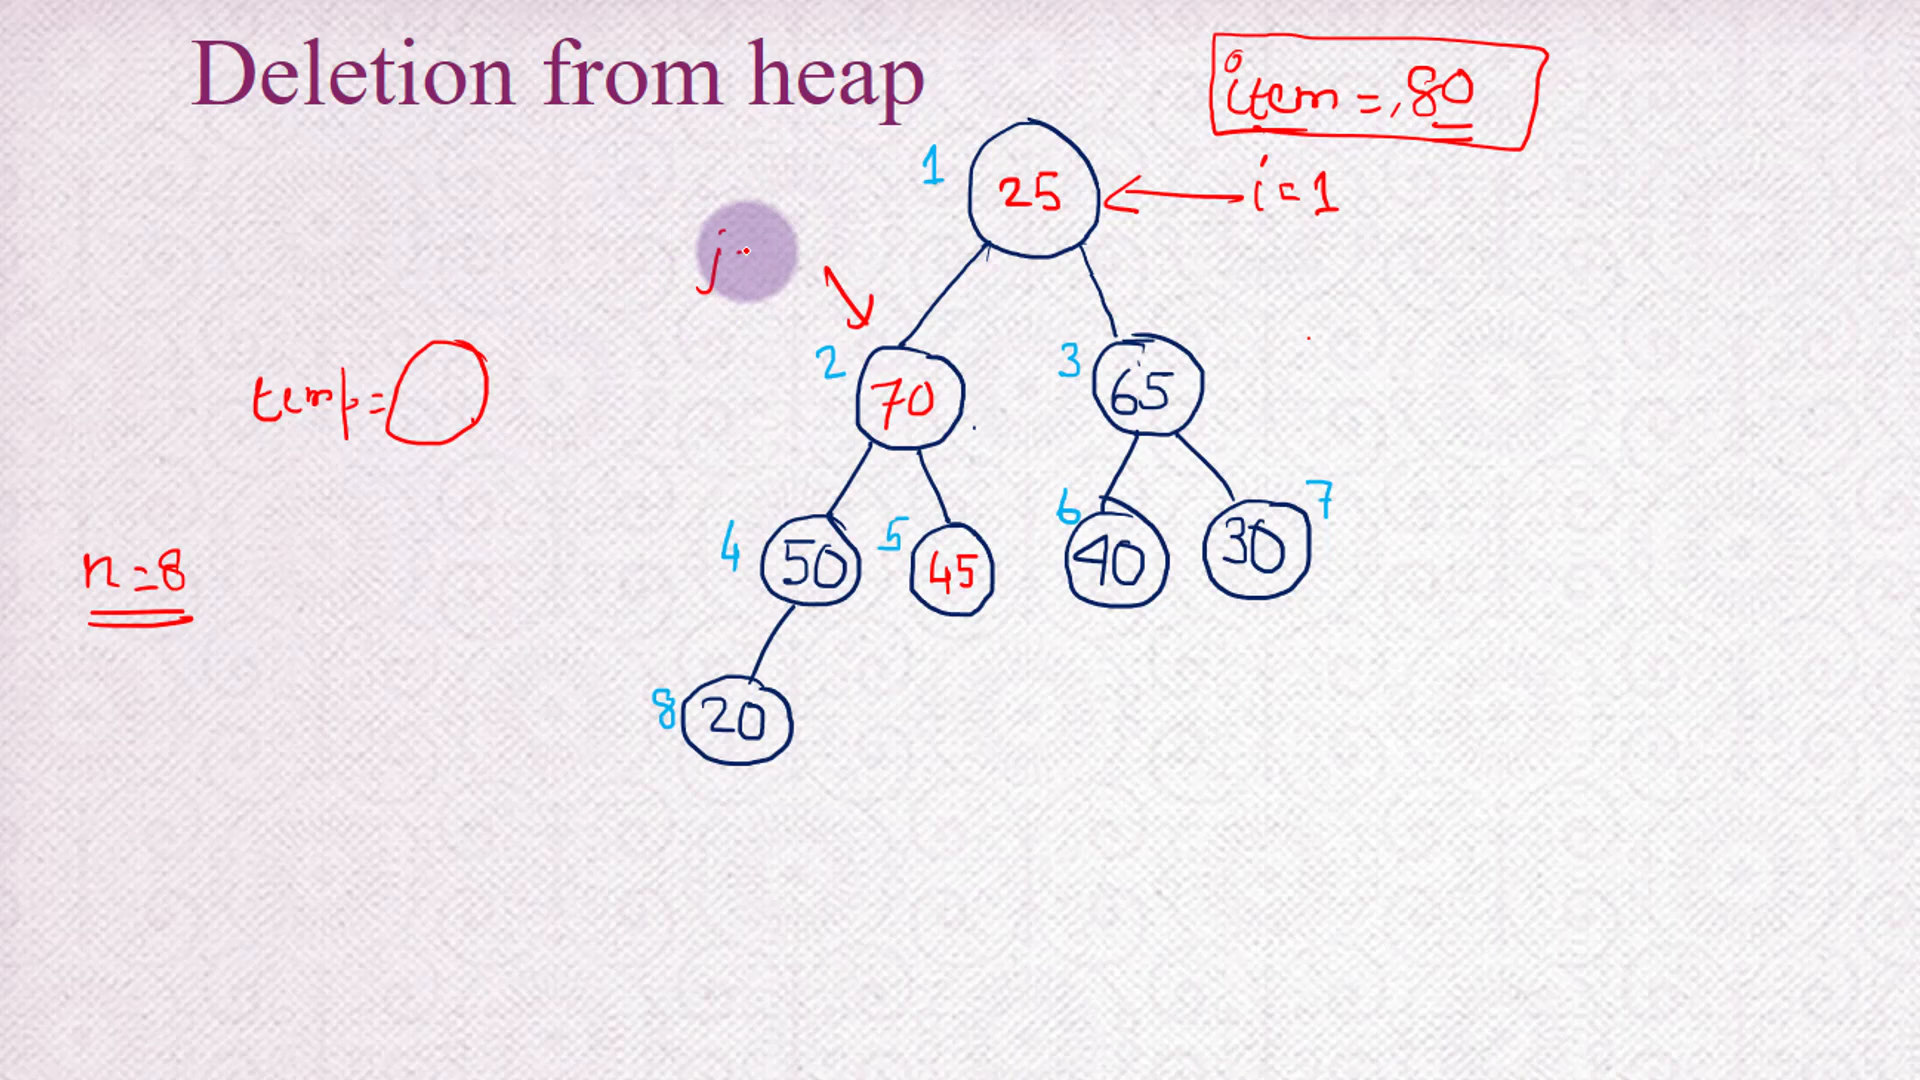 Deletion from heap
item = 80
1
25
i = 1
j -
2
70
3
65
temp =
4
50
5
45
6
40
30
7
n = 8
8
20